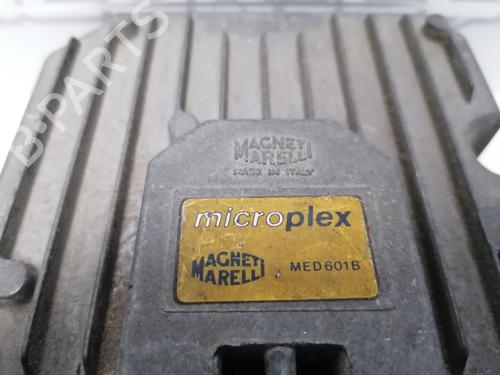 MAGNETI
MARELLI
MADE IN ITALY
microplex
MAGNETI
MARELLI
MED601B
B-PARTS